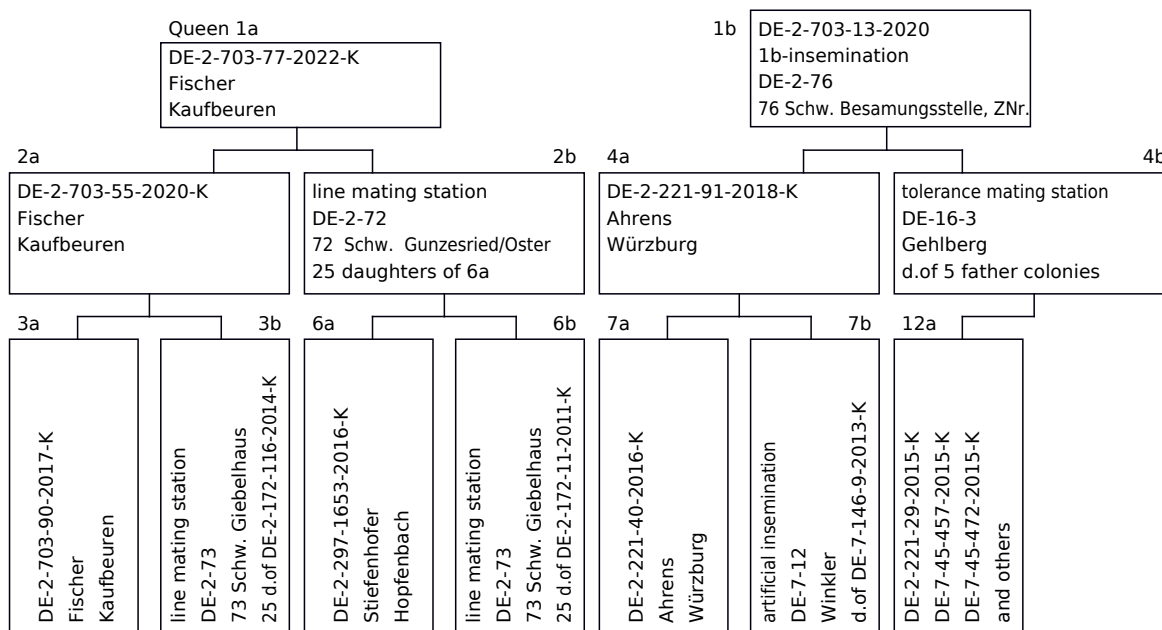 Queen 1a
DE-2-703-77-2022-K
Fischer
Kaufbeuren
1b
DE-2-703-13-2020
1b-insemination
DE-2-76
76 Schw. Besamungsstelle, ZNr.
2a
DE-2-703-55-2020-K
Fischer
Kaufbeuren
2b
line mating station
DE-2-72
72 Schw. Gunzesried/Oster
25 daughters of 6a
4a
DE-2-221-91-2018-K
Ahrens
Würzburg
4b
tolerance mating station
DE-16-3
Gehlberg
d.of 5 father colonies
3a
DE-2-703-90-2017-K
Fischer
Kaufbeuren
3b
line mating station
DE-2-73
73 Schw. Giebelhaus
25 d.of DE-2-172-116-2014-K
6a
DE-2-297-1653-2016-K
Stiefenhofer
Hopfenbach
6b
line mating station
DE-2-73
73 Schw. Giebelhaus
25 d.of DE-2-172-11-2011-K
7a
DE-2-221-40-2016-K
Ahrens
Würzburg
7b
artificial insemination
DE-7-12
Winkler
d.of DE-7-146-9-2013-K
12a
DE-2-221-29-2015-K
DE-7-45-457-2015-K
DE-7-45-472-2015-K
and others